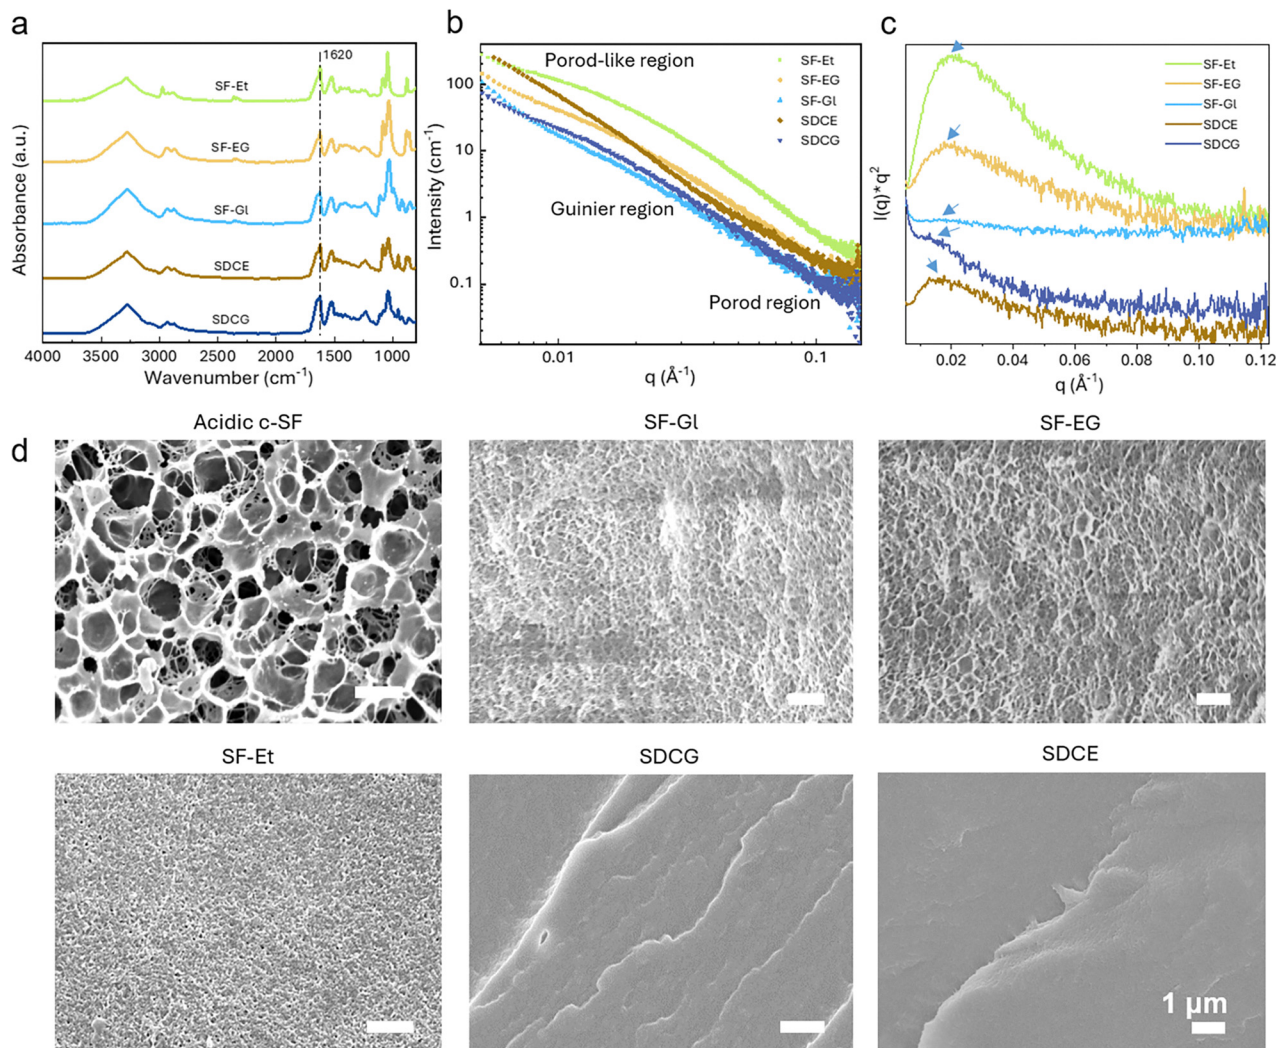 a
1620
SF-Et
SF-EG
SF-Gl
SDCE
SDCG
Absorbance (a.u.)
4000 3500 3000 2500 2000 1500 1000
Wavenumber (cm⁻¹)
b
Porod-like region
Guinier region
Porod region
SF-Et
SF-EG
SF-Gl
SDCE
SDCG
Intensity (cm⁻¹)
100
10
1
0.1
0.01 0.1
q (Å⁻¹)
c
SF-Et
SF-EG
SF-Gl
SDCE
SDCG
I(q)* q²
0.02 0.04 0.06 0.08 0.10 0.12
q (Å⁻¹)
d
Acidic c-SF
SF-Gl
SF-EG
SF-Et
SDCG
SDCE
1 µm